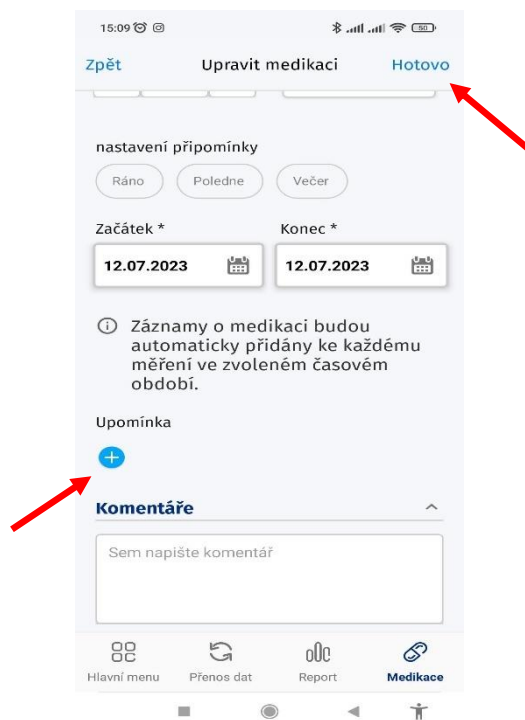 15:09 50
Zpět Upravit medikaci Hotovo
nastavení připomínky
Ráno Poledne Večer
Začátek * Konec *
12.07.2023 12.07.2023
Záznamy o medikaci budou
automaticky přidány ke každému
měření ve zvoleném časovém
období.
Upomínka
Komentáře
Sem napište komentář
Hlavní menu Přenos dat Report Medikace